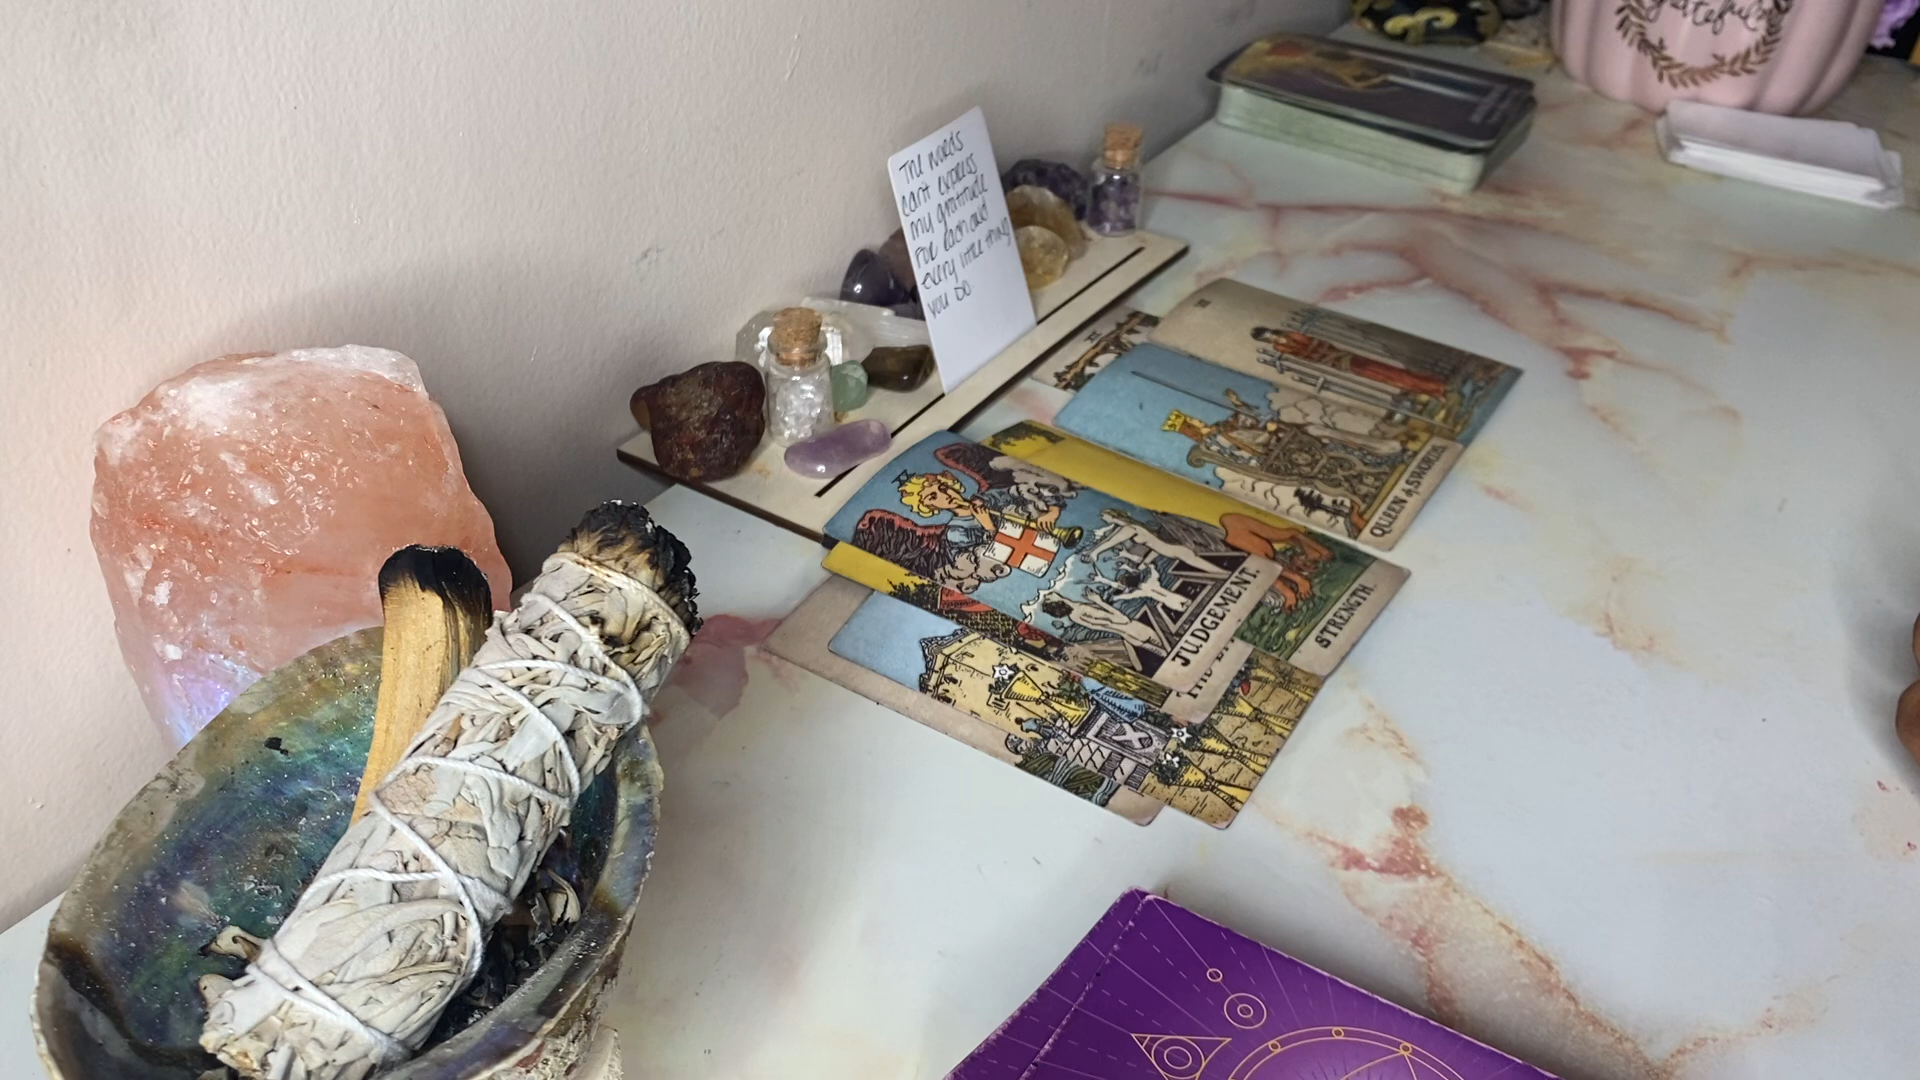 grateful
The words
can't express
my gratitude
For each and
every little thing
you DO
QUEEN of SWORDS.
STRENGTH.
JUDGEMENT.